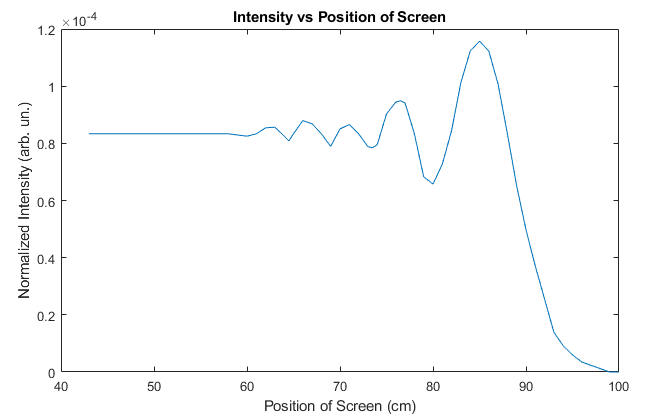 Intensity vs Position of Screen
×10⁻⁴
1.2
1
0.8
0.6
0.4
0.2
0
Normalized Intensity (arb. un.)
40 50 60 70 80 90 100
Position of Screen (cm)